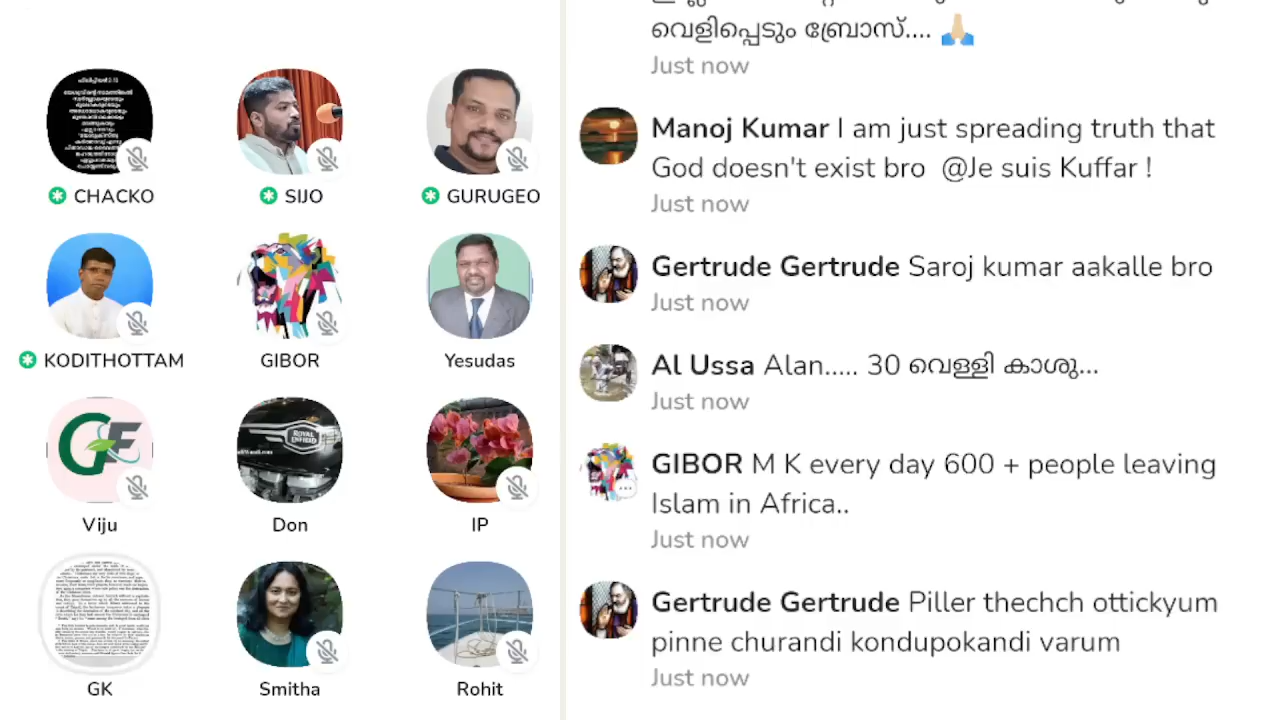 CHACKO
SIJO
GURUGEO
KODITHOTTAM
GIBOR
Yesudas
GF
ROYAL
ENFIELD
Viju
Don
IP
GK
Smitha
Rohit
വെളിപ്പെടും ബ്രോസ്.... 🙏🏼
Just now
Manoj Kumar I am just spreading truth that
God doesn't exist bro @Je suis Kuffar !
Just now
Gertrude Gertrude Saroj kumar aakalle bro
Just now
Al Ussa Alan..... 30 വെള്ളി കാശു...
Just now
GIBOR M K every day 600 + people leaving
Islam in Africa..
Just now
Gertrude Gertrude Piller thechch ottickyum
pinne churandi kondupokandi varum
Just now